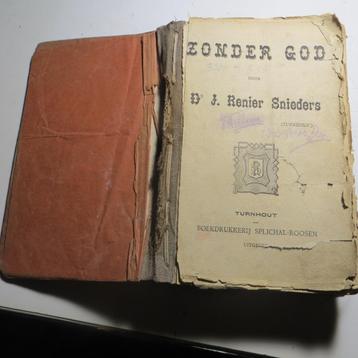 ZONDER GOD
DOOR
Dr J. Renier Snieders
TURNHOUT
BOEKDRUKKERIJ SPLICHAL-ROOSEN